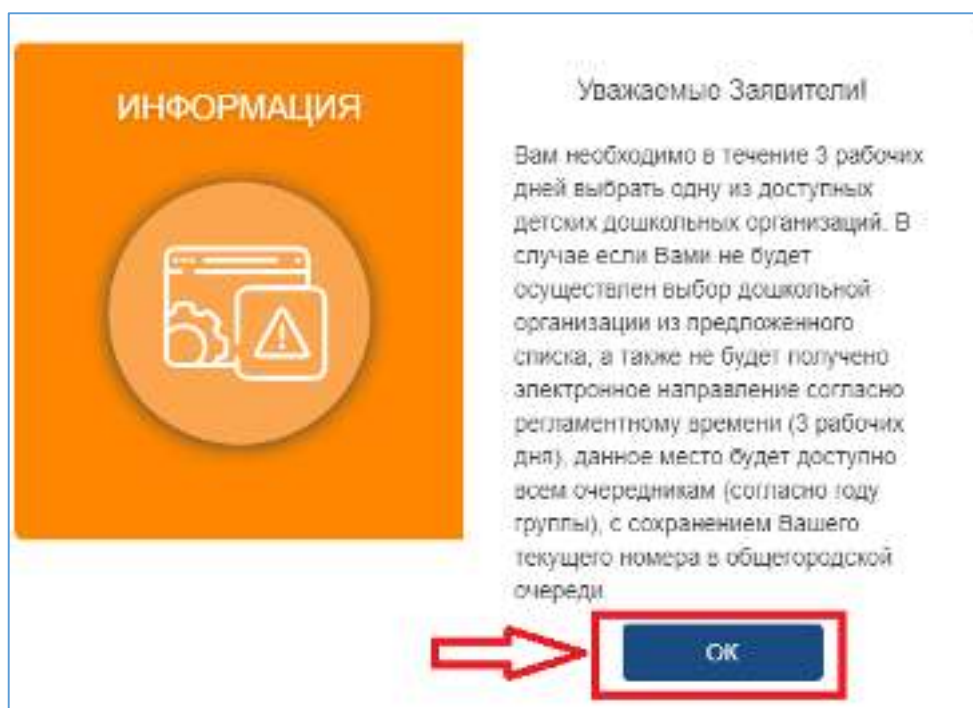 ИНФОРМАЦИЯ
Уважаемые Заявители!
Вам необходимо в течение 3 рабочих
дней выбрать одну из доступных
детских дошкольных организаций. В
случае если Вами не будет
осуществлен выбор дошкольной
организации из предложенного
списка, а также не будет получено
электронное направление согласно
регламентному времени (3 рабочих
дня), данное место будет доступно
всем очередникам (согласно году
группы), с сохранением Вашего
текущего номера в общегородской
очереди
ОК